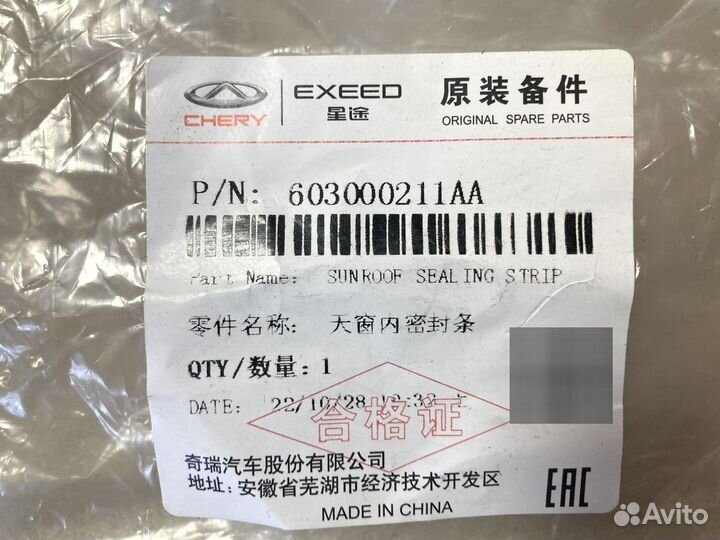 CHERY
EXEED
星途
原装备件
ORIGINAL SPARE PARTS
P/N: 603000211AA
Part Name: SUNROOF SEALING STRIP
零件名称: 天窗内密封条
QTY/数量: 1
DATE: 22/10/28
合格证
奇瑞汽车股份有限公司
地址: 安徽省芜湖市经济技术开发区
MADE IN CHINA
EAC
Avito